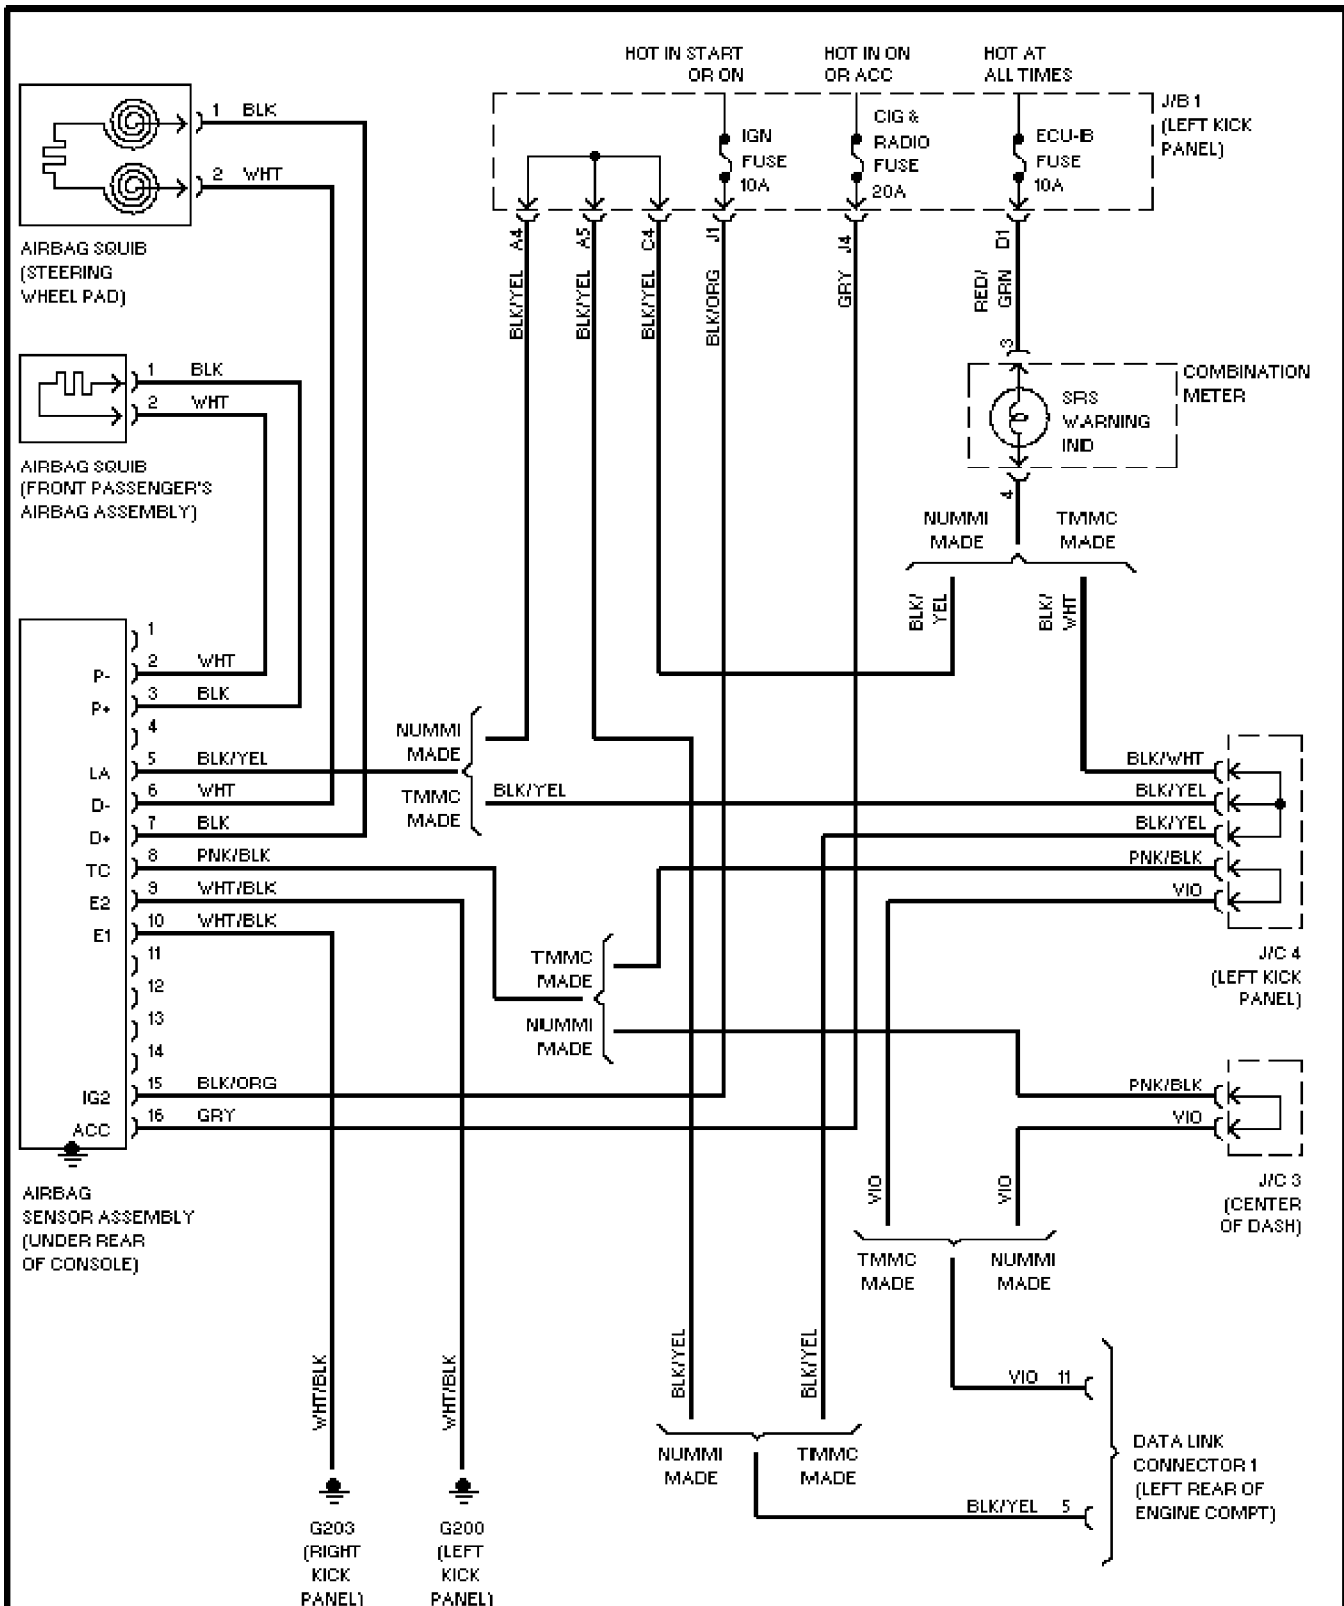 HOT IN START
OR ON
HOT IN ON
OR ACC
HOT AT
ALL TIMES
J/B 1
(LEFT KICK
PANEL)
IGN
FUSE
10A
CIG &
RADIO
FUSE
20A
ECU-IB
FUSE
10A
1 BLK
2 WHT
AIRBAG SQUIB
(STEERING
WHEEL PAD)
A4
A5
C4
J1
J4
D1
BLK/YEL
BLK/YEL
BLK/YEL
BLK/ORG
GRY
RED/
GRN
3
COMBINATION
METER
SRS
WARNING
IND
4
1 BLK
2 WHT
AIRBAG SQUIB
(FRONT PASSENGER'S
AIRBAG ASSEMBLY)
NUMMI
MADE
TMMC
MADE
BLK/
YEL
BLK/
WHT
1
P- 2 WHT
P+ 3 BLK
4
LA 5 BLK/YEL
D- 6 WHT
D+ 7 BLK
TC 8 PNK/BLK
E2 9 WHT/BLK
E1 10 WHT/BLK
11
12
13
14
IG2 15 BLK/ORG
ACC 16 GRY
AIRBAG
SENSOR ASSEMBLY
(UNDER REAR
OF CONSOLE)
NUMMI
MADE
TMMC
MADE
BLK/YEL
BLK/WHT
BLK/YEL
BLK/YEL
PNK/BLK
VIO
J/C 4
(LEFT KICK
PANEL)
TMMC
MADE
NUMMI
MADE
PNK/BLK
VIO
J/C 3
(CENTER
OF DASH)
VIO
VIO
TMMC
MADE
NUMMI
MADE
WHT/BLK
WHT/BLK
BLK/YEL
BLK/YEL
VIO 11
NUMMI
MADE
TMMC
MADE
BLK/YEL 5
DATA LINK
CONNECTOR 1
(LEFT REAR OF
ENGINE COMPT)
G203
(RIGHT
KICK
PANEL)
G200
(LEFT
KICK
PANEL)